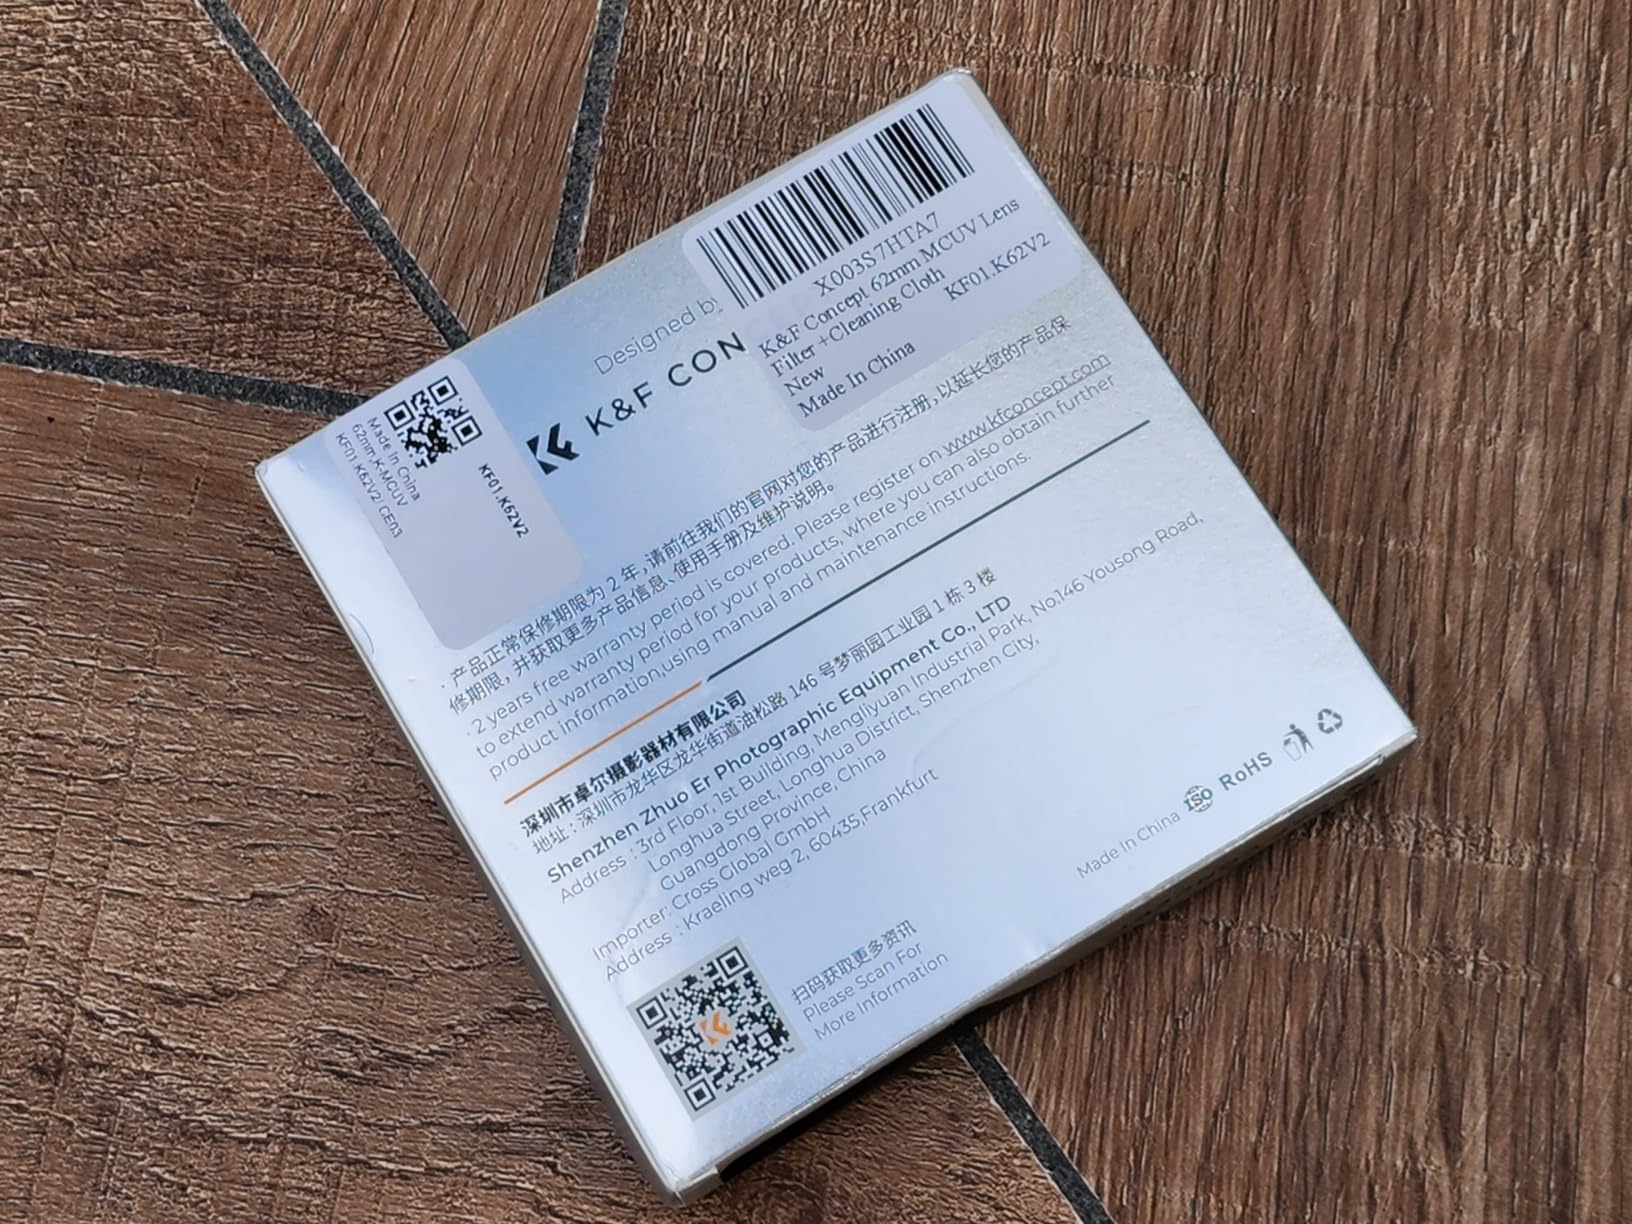 X003S7HTA7
K&F Concept 62mm MCUV Lens
Filter +Cleaning Cloth
KF01.K62V2
New
Made In China
KF01.K62V2
Made In China
62mm,K-MCUV
KF01.K62V2/ GE03
Designed by
K&F CON
· 产品正常保修期限为 2 年，请前往我们的官网对您的产品进行注册，以延长您的产品保
修期限，并获取更多产品信息、使用手册及维护说明。
· 2 years free warranty period is covered. Please register on www.kfconcept.com
to extend warranty period for your products, where you can also obtain further
product information,using manual and maintenance instructions.
深圳市卓尔摄影器材有限公司
地址：深圳市龙华区龙华街道油松路 146 号梦丽园工业园 1 栋 3 楼
Shenzhen Zhuo Er Photographic Equipment Co., LTD
Address : 3rd Floor, 1st Building, Mengliyuan Industrial Park, No.146 Yousong Road,
Longhua Street, Longhua District, Shenzhen City,
Guangdong Province, China
Importer: Cross Global GmbH
Address : Kraeling weg 2, 60435,Frankfurt
扫码获取更多资讯
Please Scan For
More Information
Made In China ISO RoHS